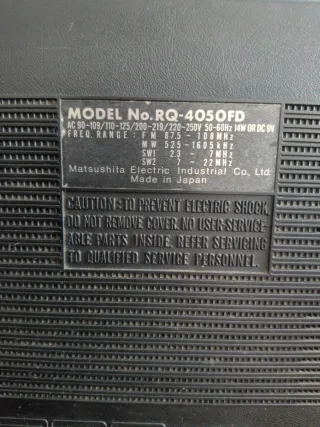 MODEL No.RQ-4050FD
AC 90-109/110-125/200-219/220-250V 50-60Hz 14W OR DC 9V
FREQ. RANGE : FM 87.5 - 108MHz
MW 525-1605kHz
SW1 2.3 - 7MHz
SW2 7 - 22MHz
Matsushita Electric Industrial Co., Ltd.
Made in Japan
CAUTION: TO PREVENT ELECTRIC SHOCK,
DO NOT REMOVE COVER. NO USER-SERVICE-
ABLE PARTS INSIDE. REFER SERVICING
TO QUALIFIED SERVICE PERSONNEL.